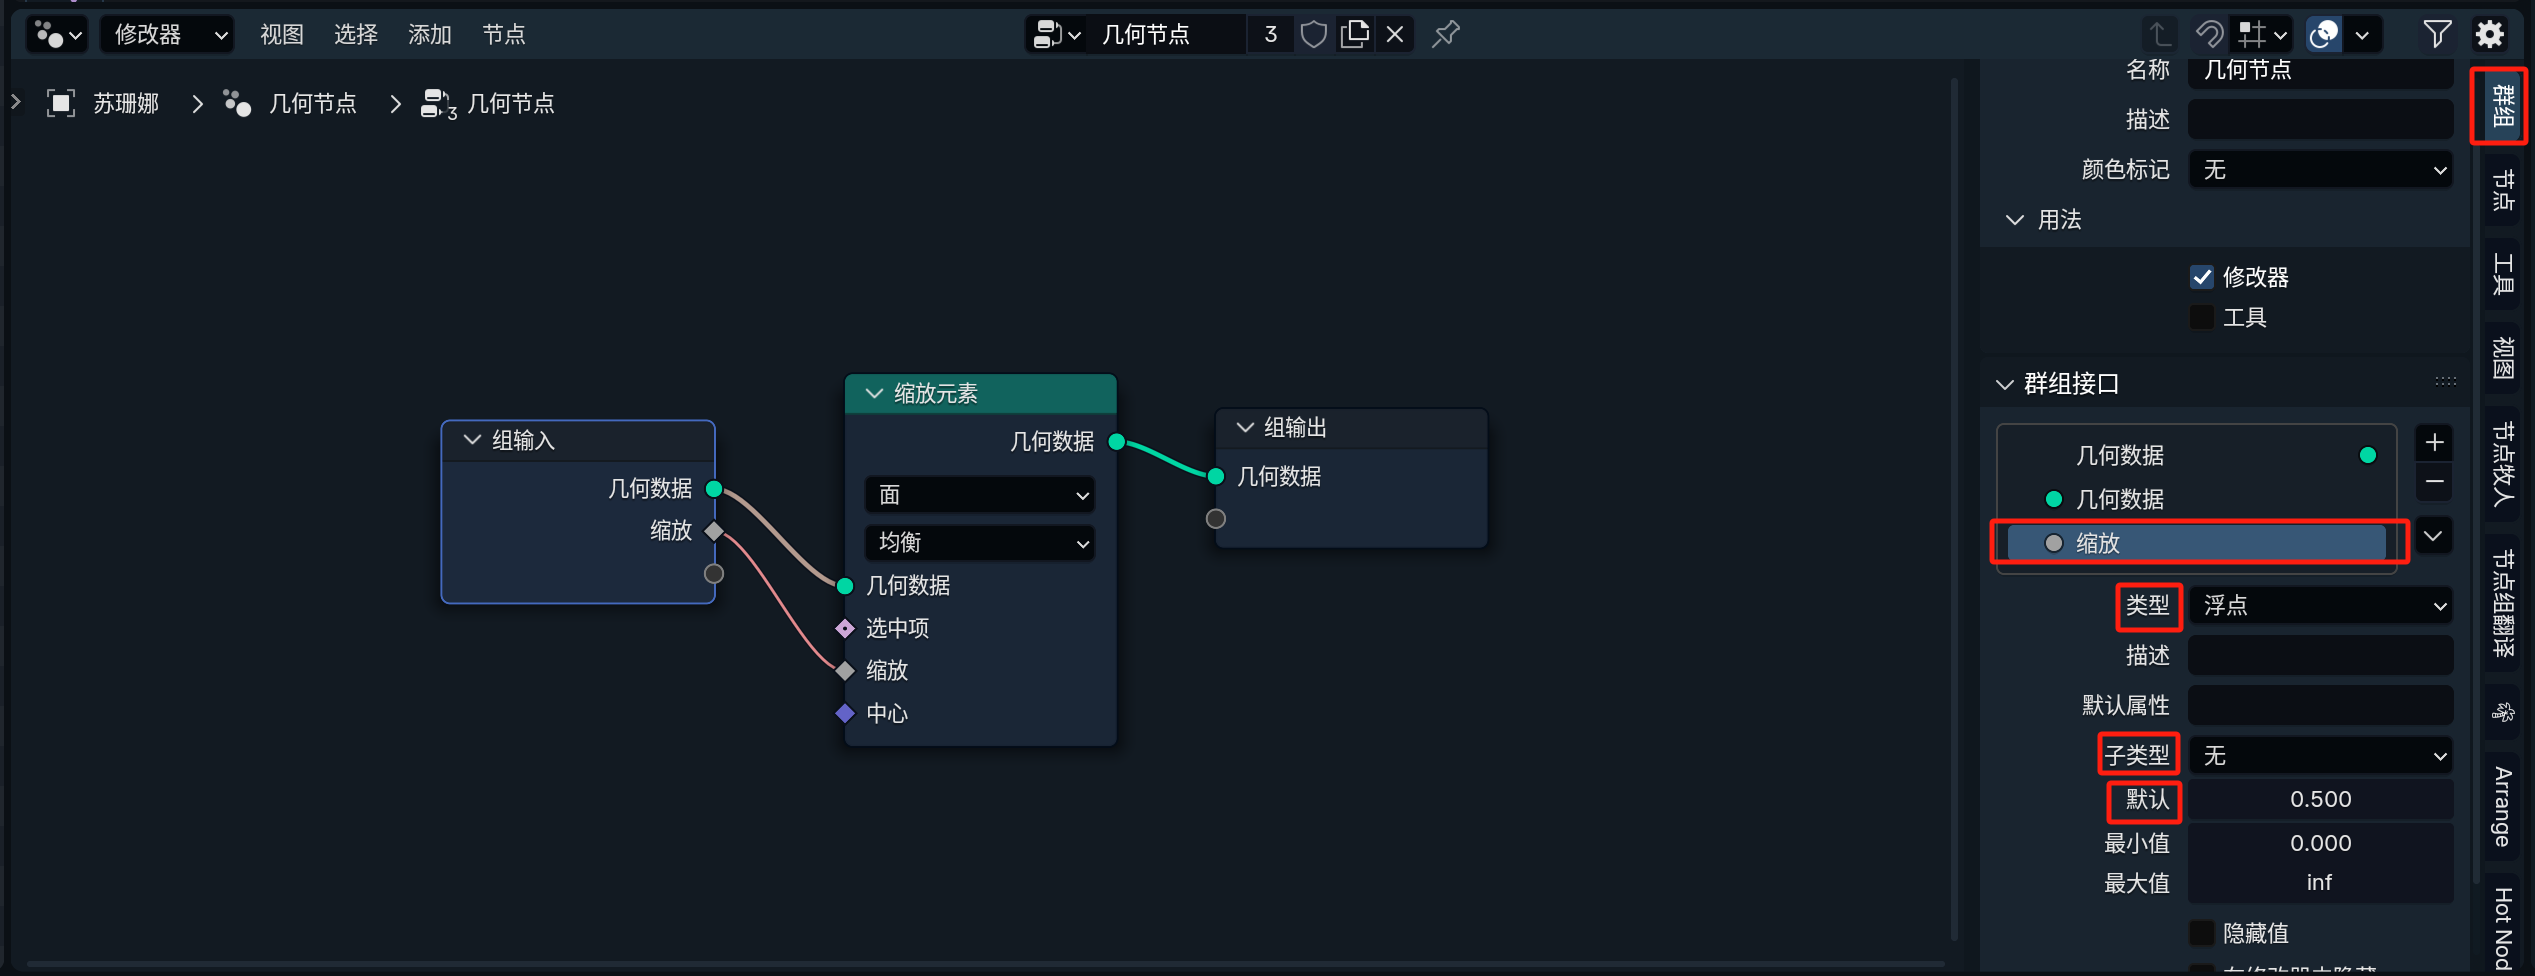 修改器 视图 选择 添加 节点 几何节点 3
苏珊娜 几何节点 3 几何节点
组输入
几何数据
缩放
缩放元素
几何数据
面
均衡
几何数据
选中项
缩放
中心
组输出
几何数据
名称 几何节点
描述
颜色标记 无
用法
修改器
工具
群组接口
几何数据
几何数据
缩放
类型 浮点
描述
默认属性
子类型 无
默认 0.500
最小值 0.000
最大值 inf
隐藏值
群组
节点
工具
视图
节点牧人
节点组翻译
Arrange
Hot Nod